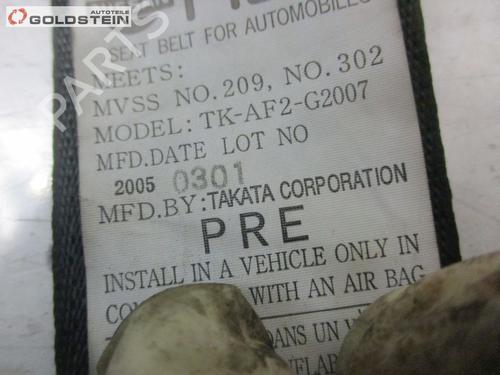 AUTOTEILE
GOLDSTEIN
SEAT BELT FOR AUTOMOBILES
MEETS:
MVSS NO.209, NO.302
MODEL: TK-AF2-G2007
MFD.DATE LOT NO
2005 0301
MFD.BY: TAKATA CORPORATION
PRE
INSTALL IN A VEHICLE ONLY IN
WITH AN AIR BAG
DANS UN